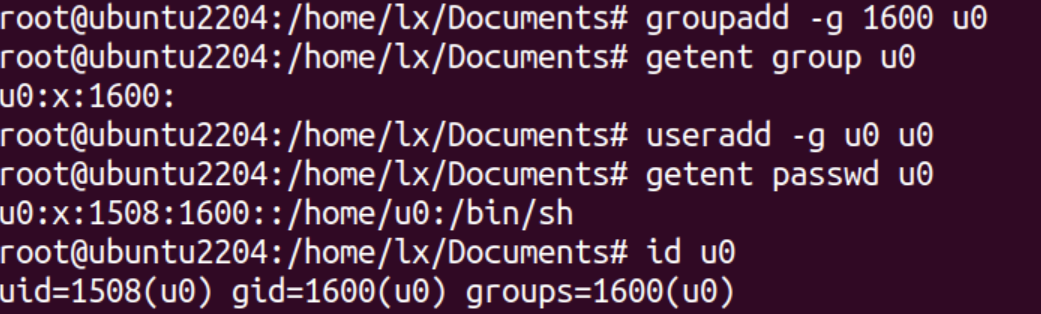 root@ubuntu2204:/home/lx/Documents# groupadd -g 1600 u0
root@ubuntu2204:/home/lx/Documents# getent group u0
u0:x:1600:
root@ubuntu2204:/home/lx/Documents# useradd -g u0 u0
root@ubuntu2204:/home/lx/Documents# getent passwd u0
u0:x:1508:1600::/home/u0:/bin/sh
root@ubuntu2204:/home/lx/Documents# id u0
uid=1508(u0) gid=1600(u0) groups=1600(u0)